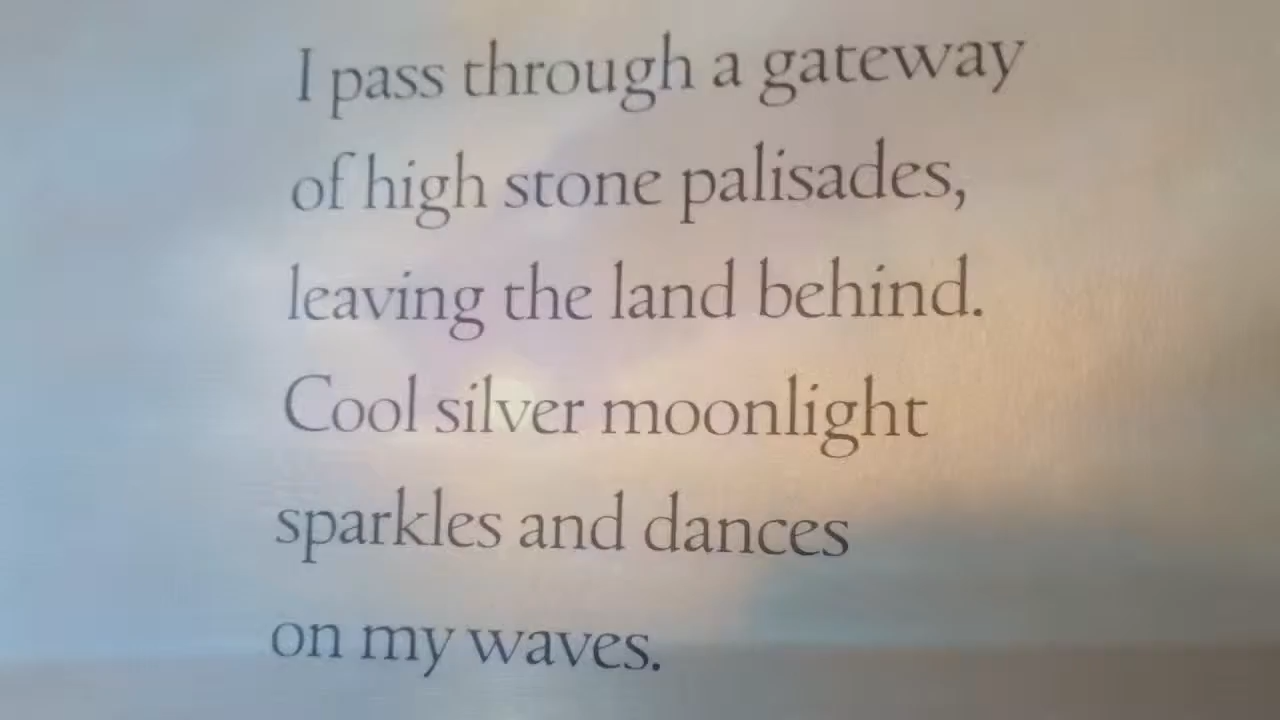 I pass through a gateway
of high stone palisades,
leaving the land behind.
Cool silver moonlight
sparkles and dances
on my waves.